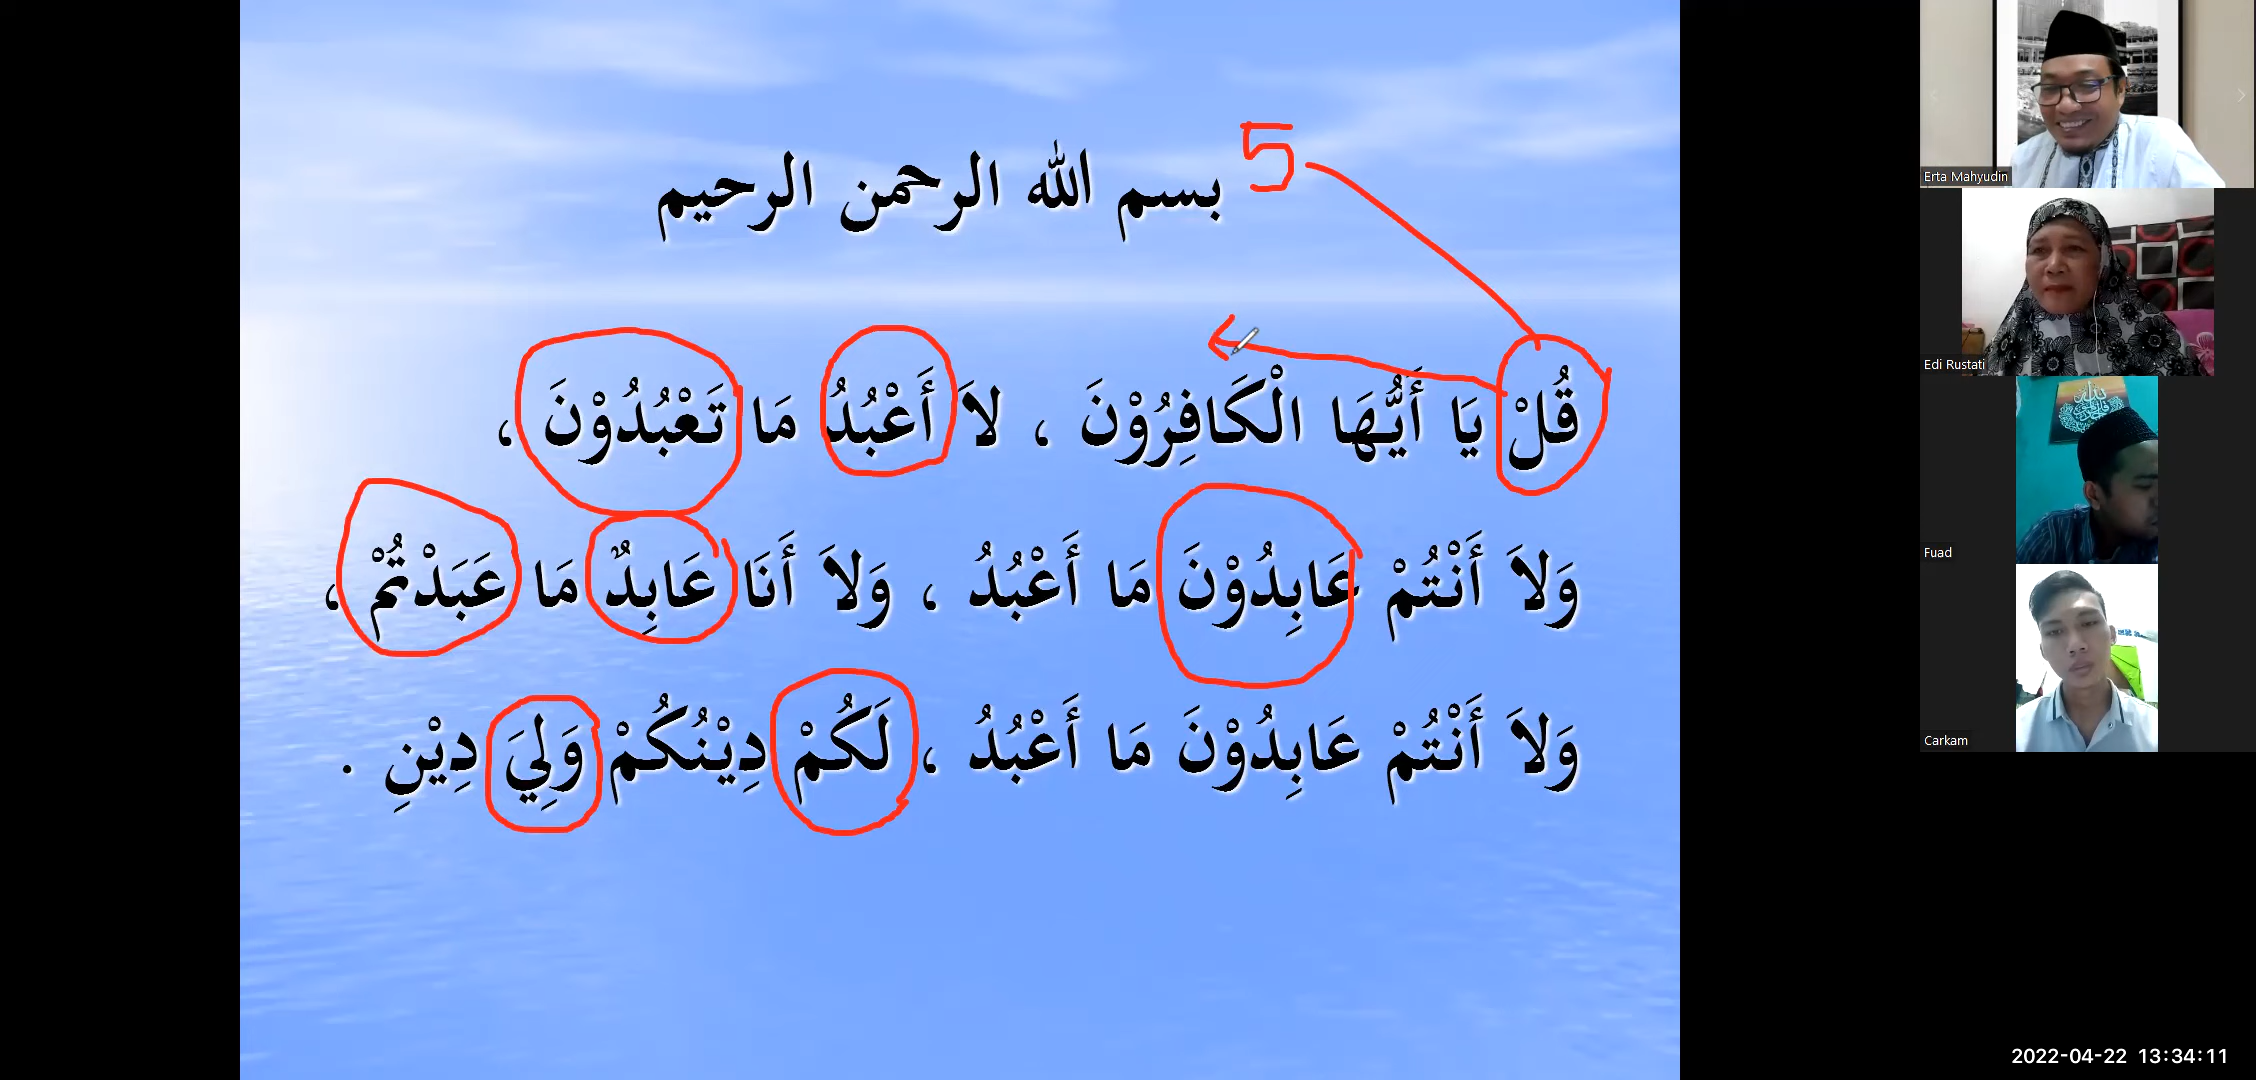 بسم الله الرحمن الرحيم 5
قُلْ يَا أَيُّهَا الْكَافِرُوْنَ ، لاَ أَعْبُدُ مَا تَعْبُدُوْنَ ،
وَلاَ أَنْتُمْ عَابِدُوْنَ مَا أَعْبُدُ ، وَلاَ أَنَا عَابِدٌ مَا عَبَدْتُمْ ،
وَلاَ أَنْتُمْ عَابِدُوْنَ مَا أَعْبُدُ ، لَكُمْ دِيْنُكُمْ وَلِيَ دِيْنِ .
Erta Mahyudin
Edi Rustati
Fuad
Carkam
2022-04-22 13:34:11